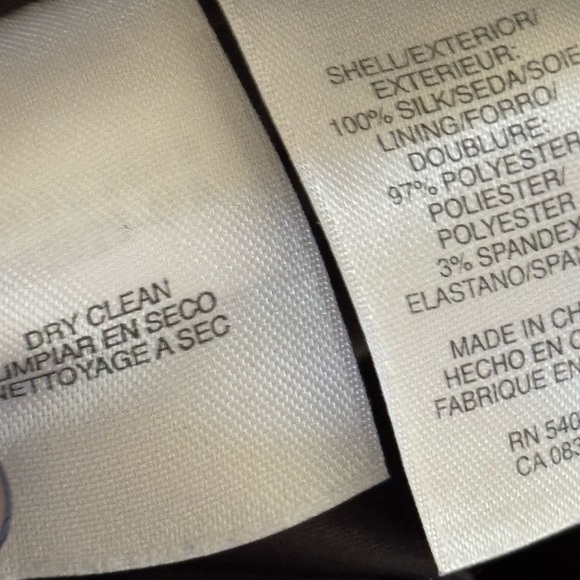 DRY CLEAN
LIMPIAR EN SECO
NETTOYAGE A SEC
SHELL/EXTERIOR/
EXTERIEUR:
100% SILK/SEDA/SOIE
LINING/FORRO/
DOUBLURE:
97% POLYESTER
POLIESTER/
POLYESTER
3% SPANDEX
ELASTANO/SPAN
MADE IN CH
HECHO EN C
FABRIQUE EN
RN 540
CA 083